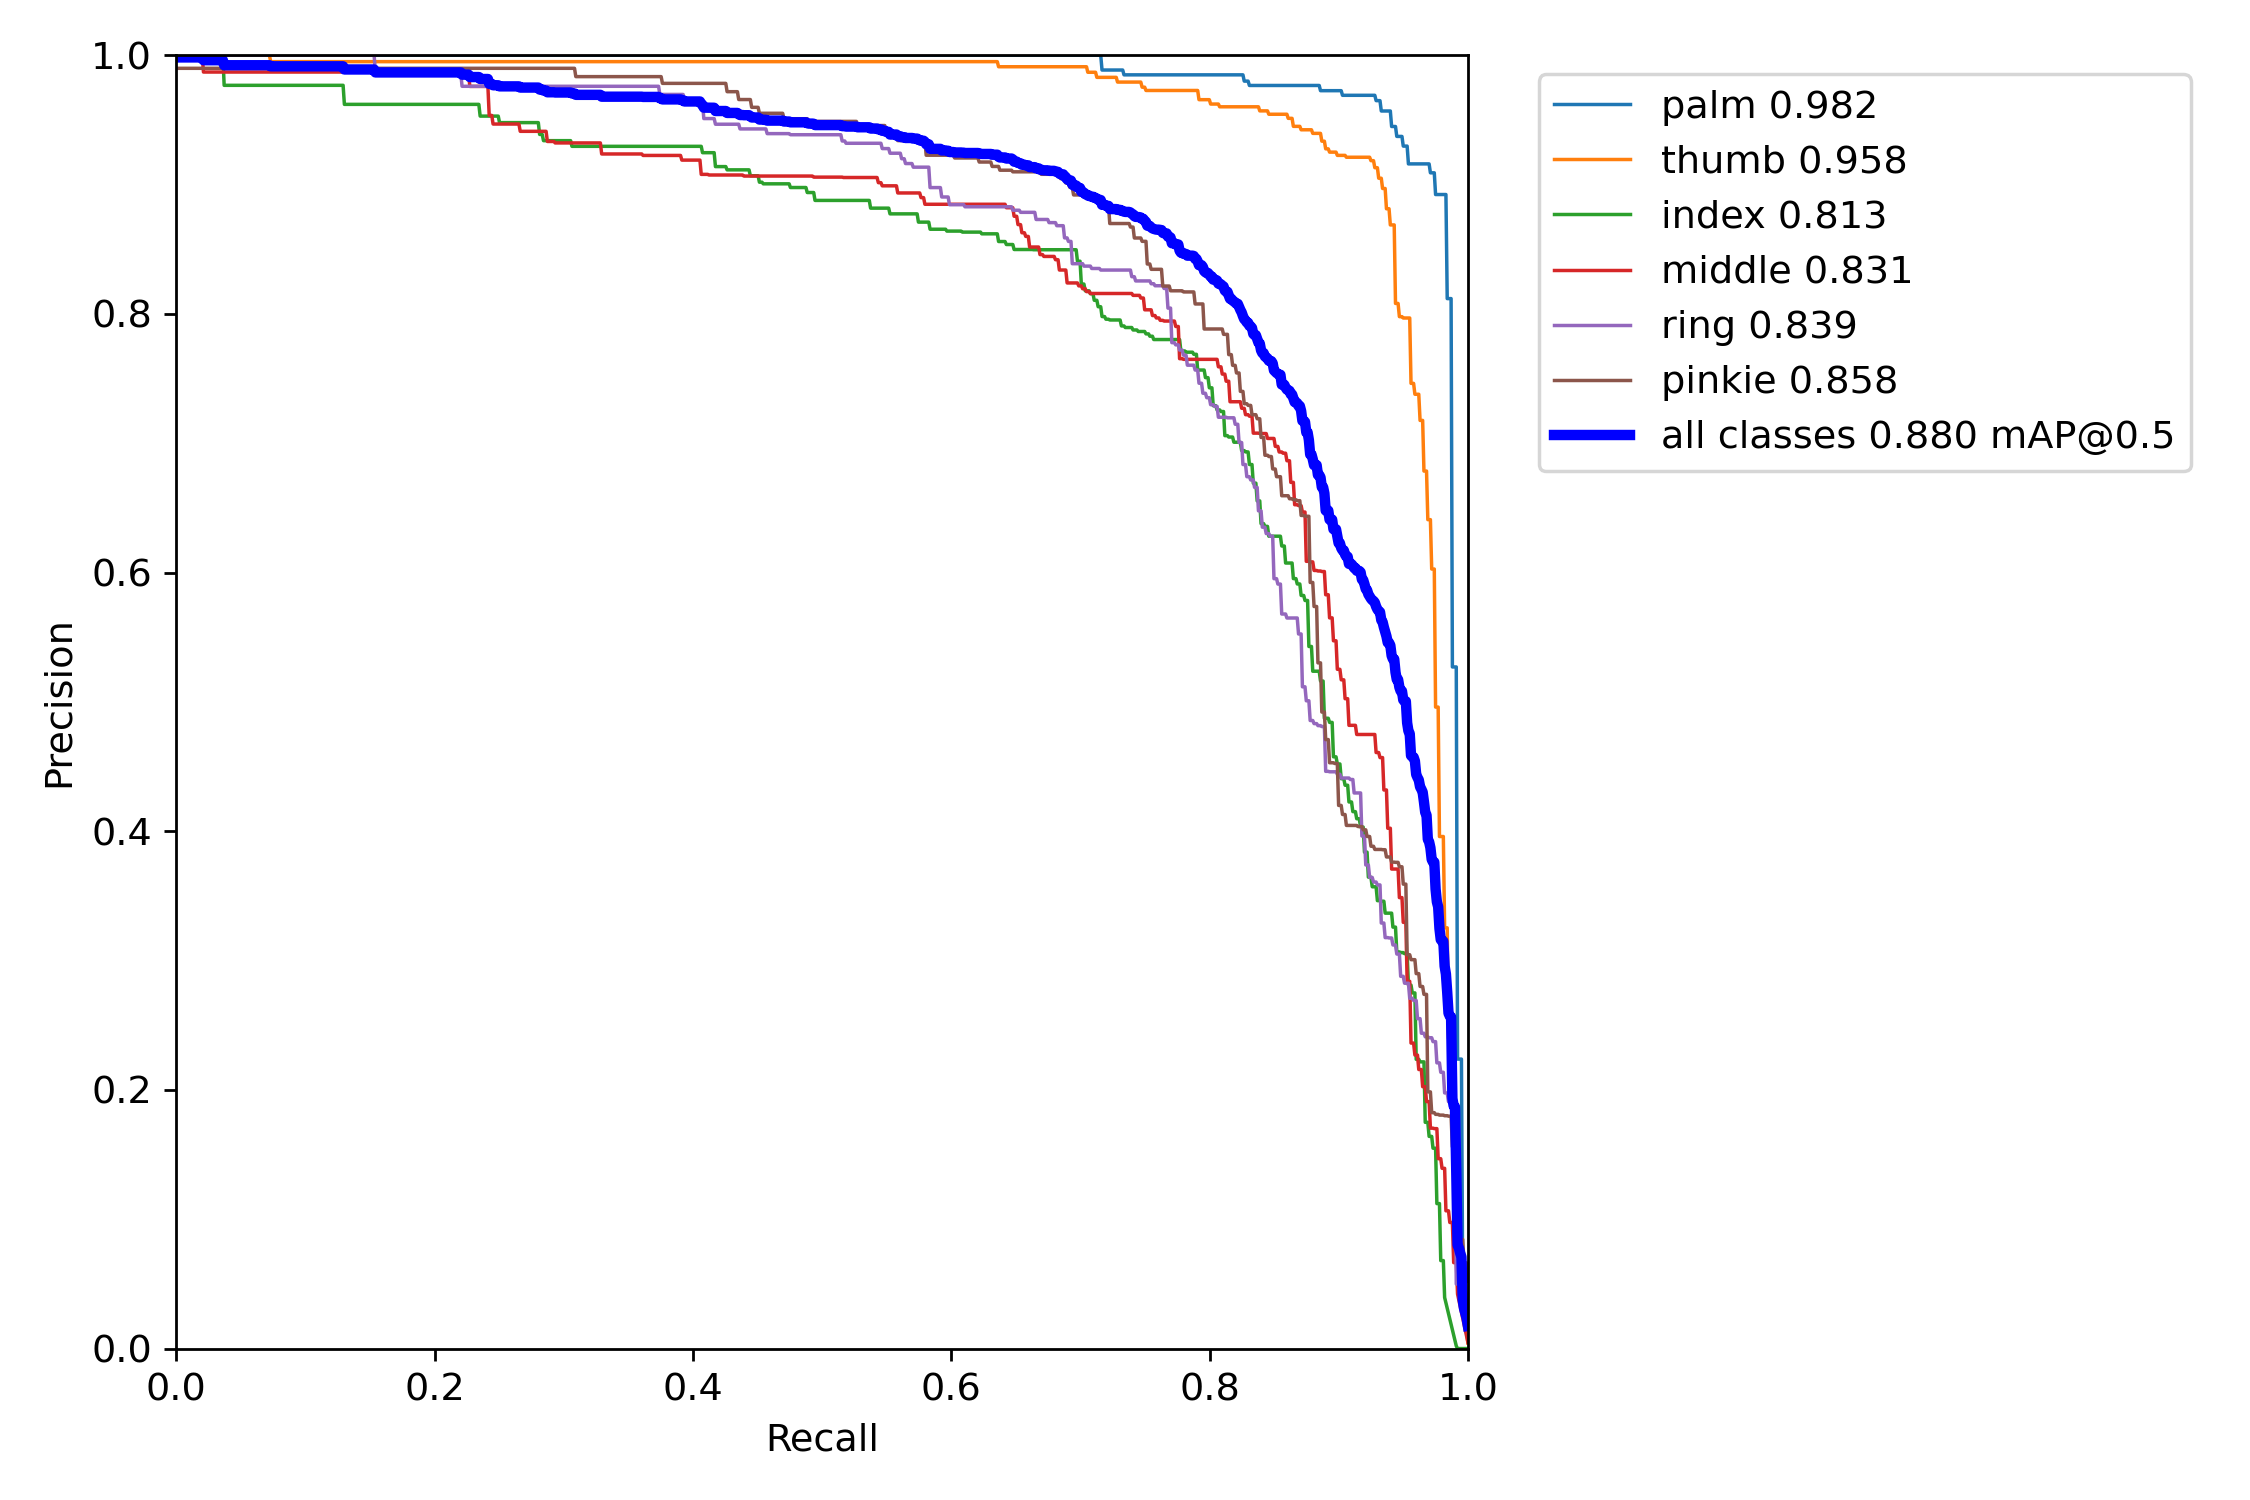 1.0
0.8
0.6
0.4
0.2
0.0
Precision
0.0 0.2 0.4 0.6 0.8 1.0
Recall
palm 0.982
thumb 0.958
index 0.813
middle 0.831
ring 0.839
pinkie 0.858
all classes 0.880 mAP@0.5